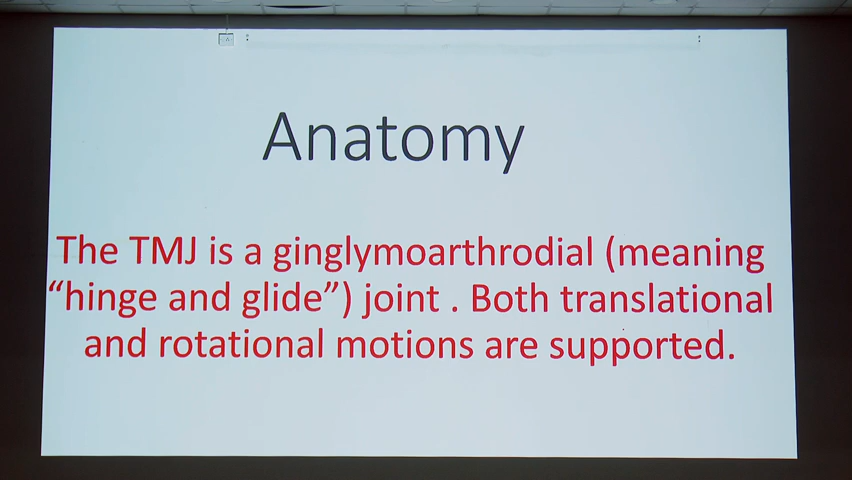 Anatomy
The TMJ is a ginglymoarthrodial (meaning
“hinge and glide”) joint . Both translational
and rotational motions are supported.